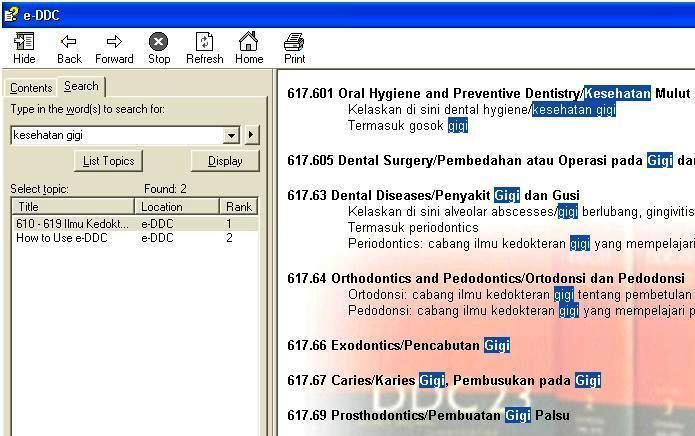 e-DDC
Hide Back Forward Stop Refresh Home Print
Contents Search
Type in the word(s) to search for:
kesehatan gigi
List Topics Display
Select topic: Found: 2
Title Location Rank
610 - 619 Ilmu Kedokt... e-DDC 1
How to Use e-DDC e-DDC 2
617.601 Oral Hygiene and Preventive Dentistry/Kesehatan Mulut
Kelaskan di sini dental hygiene/kesehatan gigi
Termasuk gosok gigi
617.605 Dental Surgery/Pembedahan atau Operasi pada Gigi dan
617.63 Dental Diseases/Penyakit Gigi dan Gusi
Kelaskan di sini alveolar abscesses/gigi berlubang, gingivitis
Termasuk periodontics
Periodontics: cabang ilmu kedokteran gigi yang mempelajari
617.64 Orthodontics and Pedodontics/Ortodonsi dan Pedodonsi
Ortodonsi: cabang ilmu kedokteran gigi tentang pembetulan
Pedodonsi: cabang ilmu kedokteran gigi yang mempelajari p
617.66 Exodontics/Pencabutan Gigi
617.67 Caries/Karies Gigi, Pembusukan pada Gigi
DDC23
617.69 Prosthodontics/Pembuatan Gigi Palsu